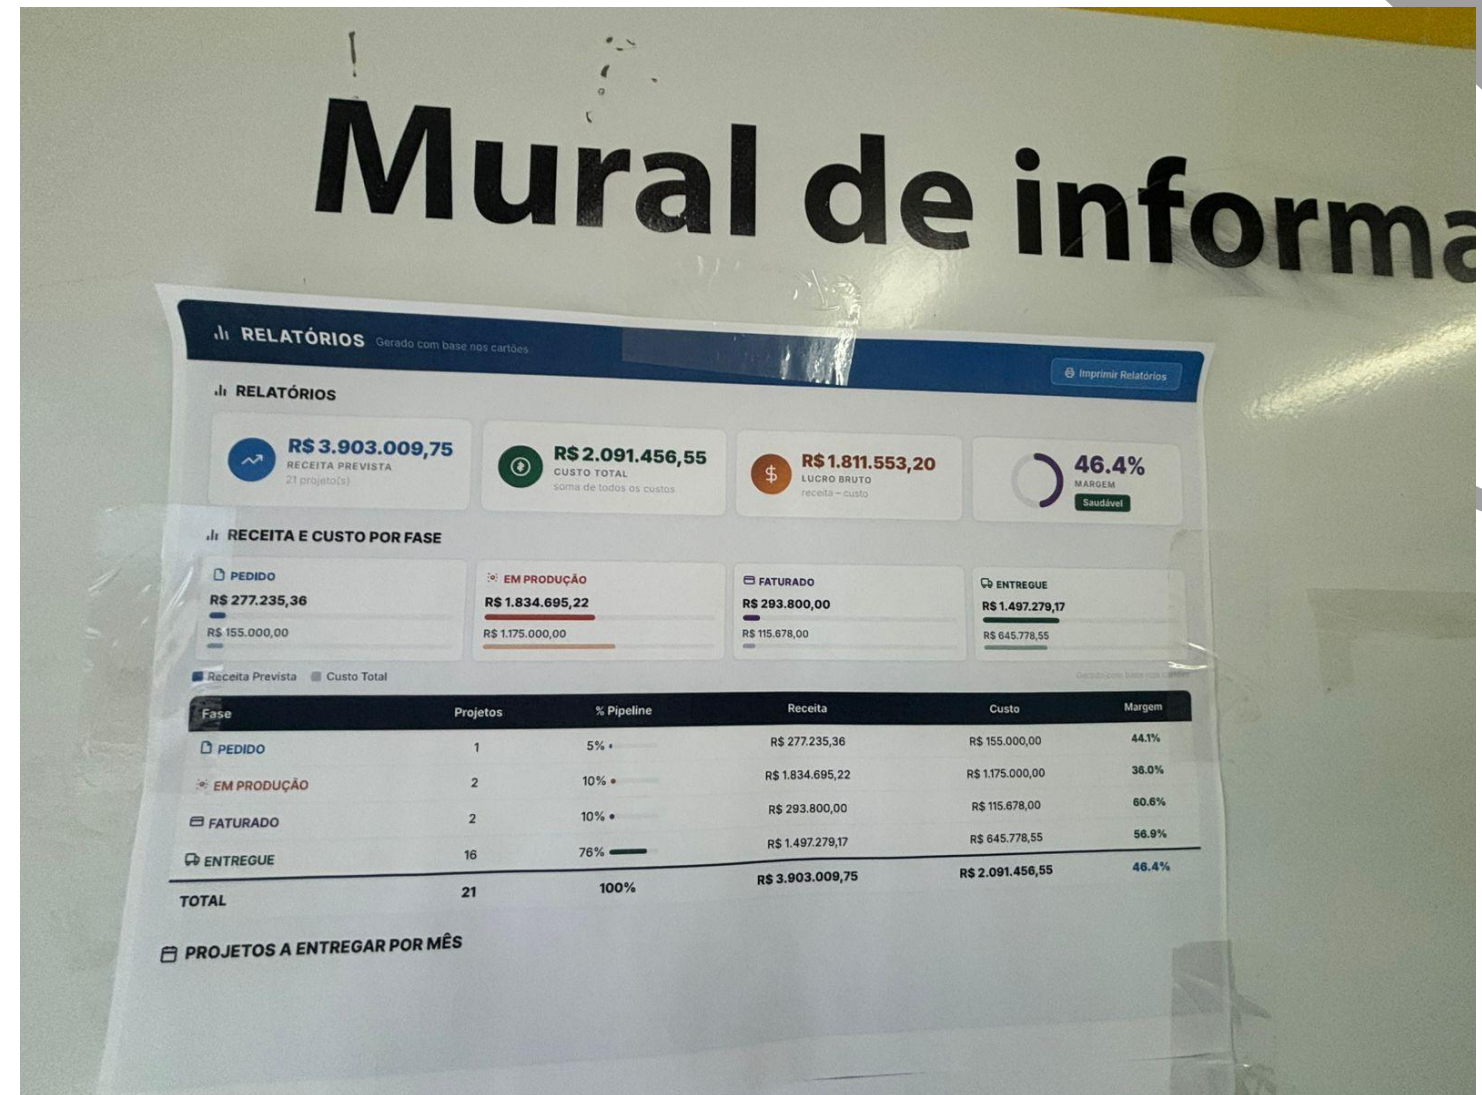 Mural de informa
RELATÓRIOS Gerado com base nos cartões
Imprimir Relatórios
RELATÓRIOS
R$ 3.903.009,75
RECEITA PREVISTA
21 projeto(s)
R$ 2.091.456,55
CUSTO TOTAL
soma de todos os custos
R$ 1.811.553,20
LUCRO BRUTO
receita – custo
46.4%
MARGEM
Saudável
RECEITA E CUSTO POR FASE
PEDIDO
R$ 277.235,36
R$ 155.000,00
EM PRODUÇÃO
R$ 1.834.695,22
R$ 1.175.000,00
FATURADO
R$ 293.800,00
R$ 115.678,00
ENTREGUE
R$ 1.497.279,17
R$ 645.778,55
Receita Prevista Custo Total
Gerado com base nos cartões
Fase Projetos % Pipeline Receita Custo Margem
PEDIDO 1 5% R$ 277.235,36 R$ 155.000,00 44.1%
EM PRODUÇÃO 2 10% R$ 1.834.695,22 R$ 1.175.000,00 36.0%
FATURADO 2 10% R$ 293.800,00 R$ 115.678,00 60.6%
ENTREGUE 16 76% R$ 1.497.279,17 R$ 645.778,55 56.9%
TOTAL 21 100% R$ 3.903.009,75 R$ 2.091.456,55 46.4%
PROJETOS A ENTREGAR POR MÊS